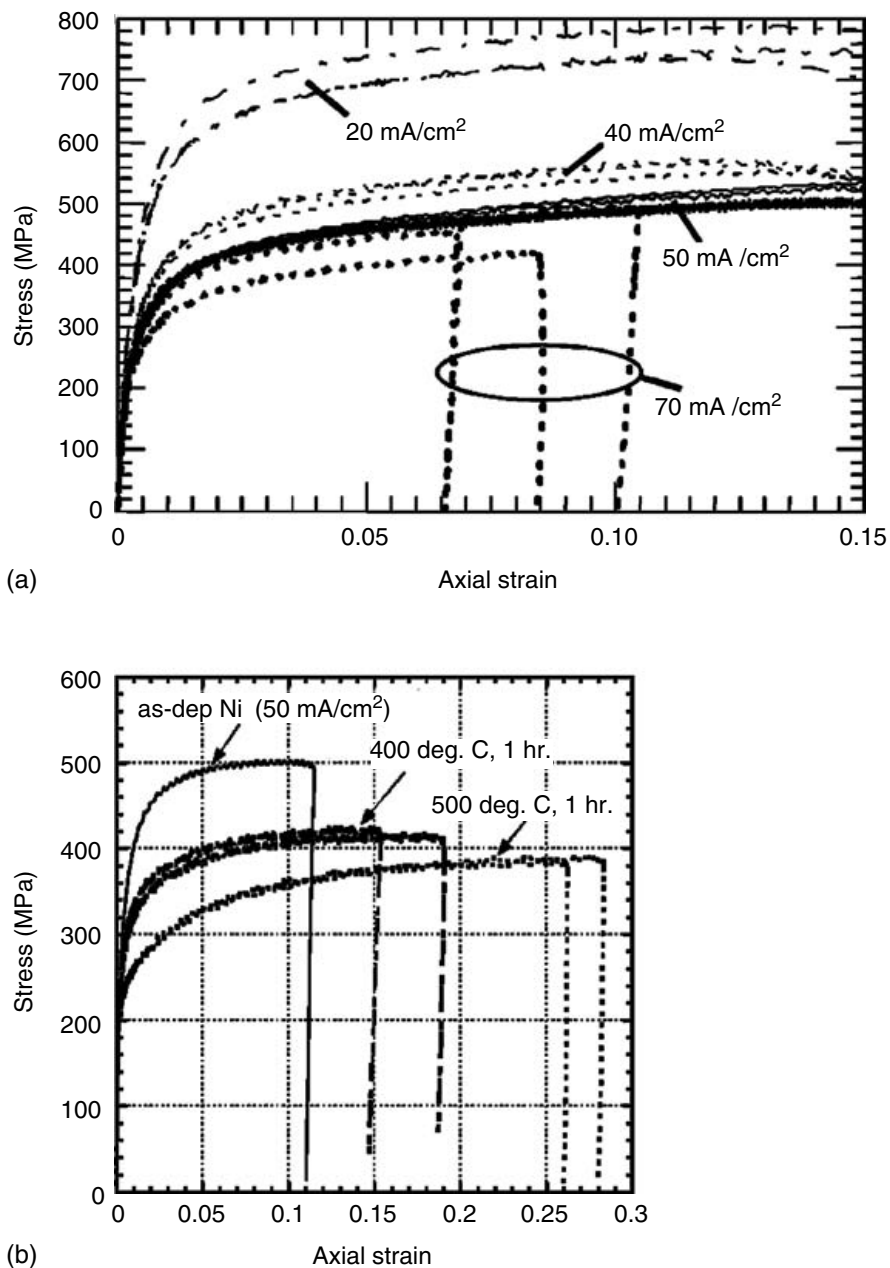 800
700
600
500
400
300
200
100
0
Stress (MPa)
20 mA/cm²
40 mA/cm²
50 mA /cm²
70 mA /cm²
0
0.05
0.10
0.15
Axial strain
(a)
600
500
400
300
200
100
0
Stress (MPa)
as-dep Ni (50 mA/cm²)
400 deg. C, 1 hr.
500 deg. C, 1 hr.
0
0.05
0.1
0.15
0.2
0.25
0.3
Axial strain
(b)